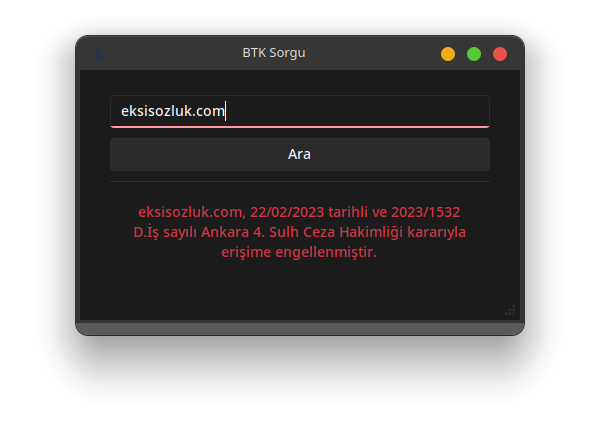 BTK Sorgu
eksisozluk.com
Ara
eksisozluk.com, 22/02/2023 tarihli ve 2023/1532
D.İş sayılı Ankara 4. Sulh Ceza Hakimliği kararıyla
erişime engellenmiştir.